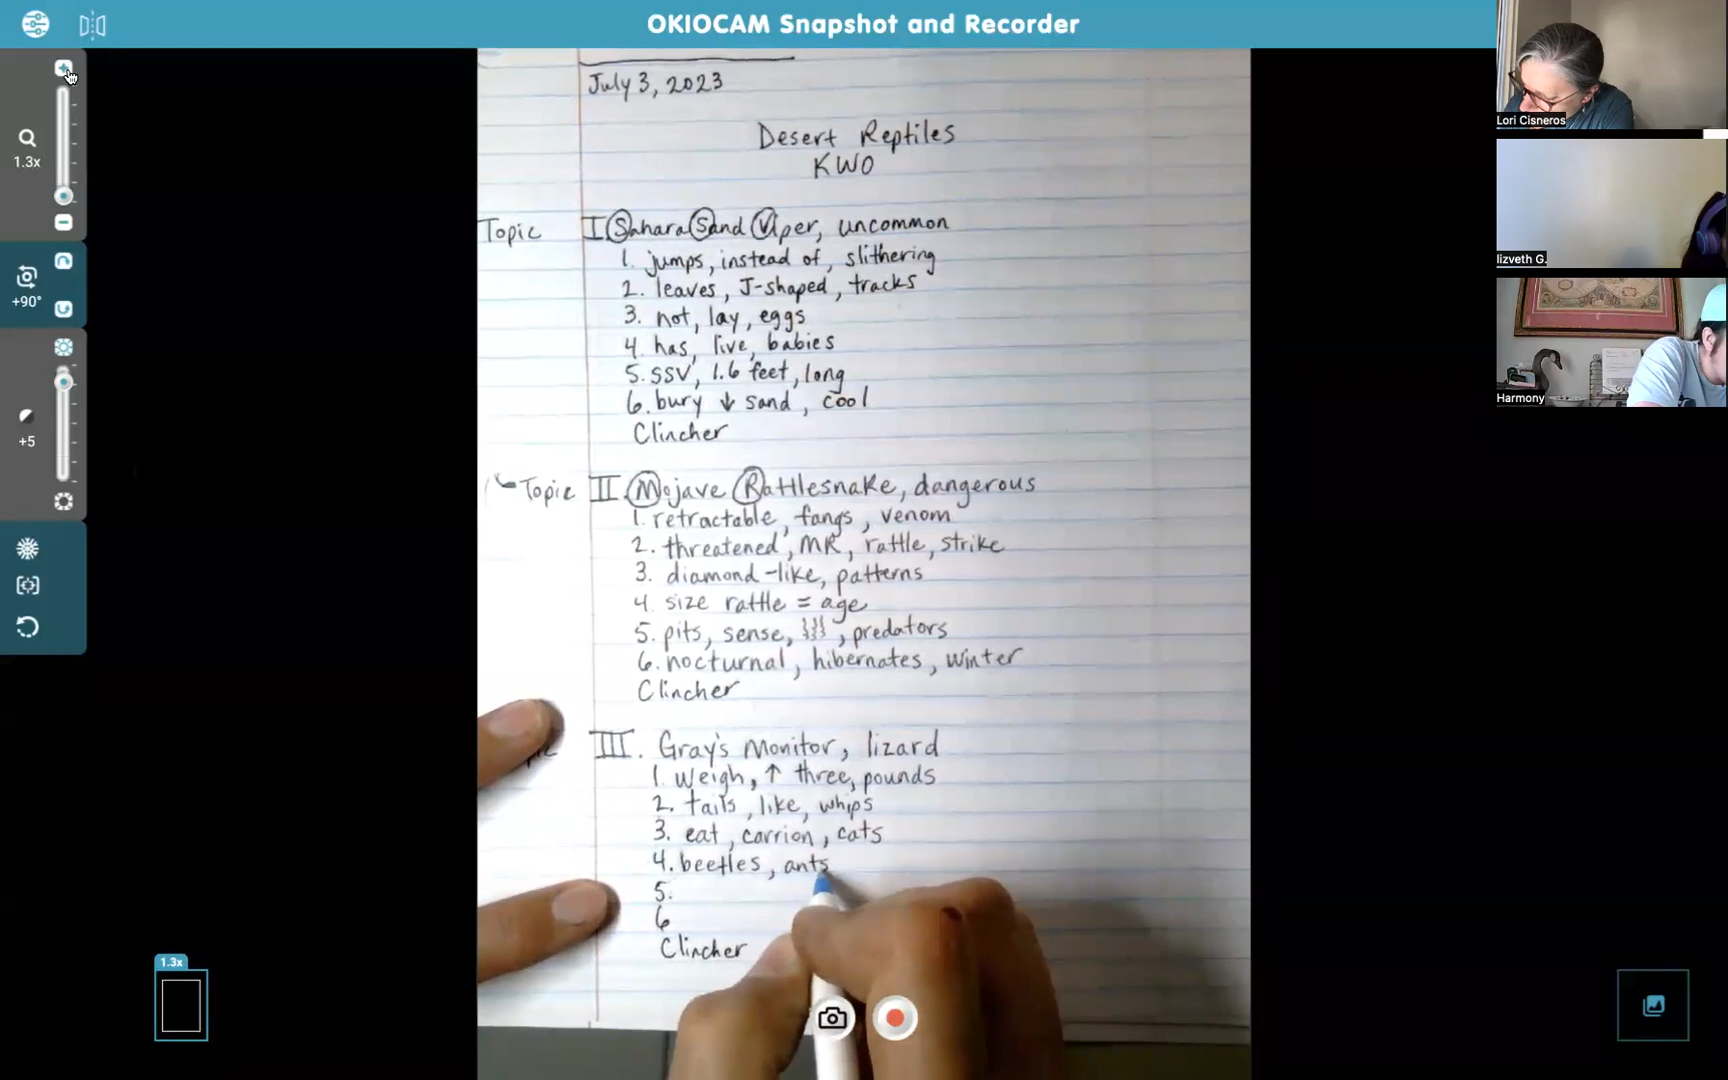 OKIOCAM Snapshot and Recorder
1.3x
+90°
+5
1.3x
July 3, 2023
Desert Reptiles
KWO
Topic I Sahara Sand Viper, uncommon
1. jumps, instead of, slithering
2. leaves, J-shaped, tracks
3. not, lay, eggs
4. has, live, babies
5. SSV, 1.6 feet, long
6. bury ↓ sand, cool
Clincher
Topic II. Mojave Rattlesnake, dangerous
1. retractable, fangs, venom
2. threatened, MR, rattle, strike
3. diamond-like, patterns
4. size rattle = age
5. pits, sense, , predators
6. nocturnal, hibernates, winter
Clincher
III. Gray's Monitor, lizard
1. Weigh, ↑ three, pounds
2. tails, like, whips
3. eat, carrion, cats
4. beetles, ants
5.
6
Clincher
Lori Cisneros
lizveth G.
Harmony